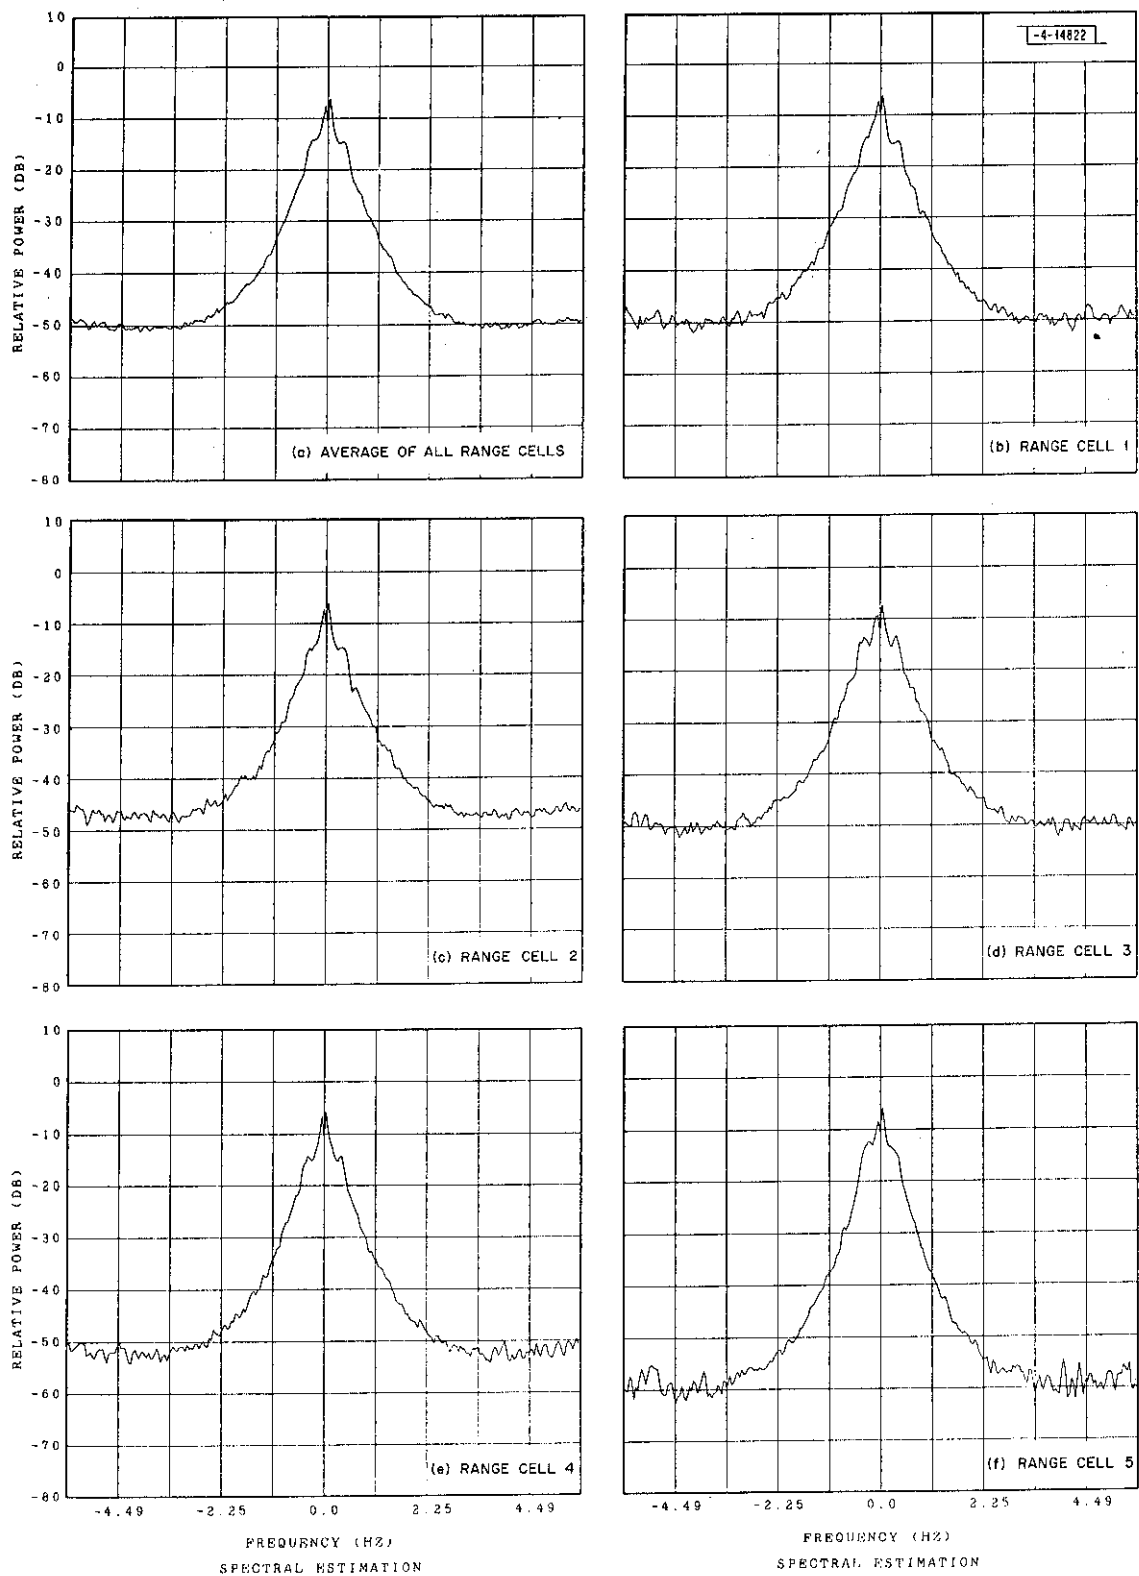 -4-14822
10
0
-10
-20
-30
-40
-50
-60
-70
-80
RELATIVE POWER (DB)
(a) AVERAGE OF ALL RANGE CELLS
(b) RANGE CELL 1
10
0
-10
-20
-30
-40
-50
-60
-70
-80
RELATIVE POWER (DB)
(c) RANGE CELL 2
(d) RANGE CELL 3
10
0
-10
-20
-30
-40
-50
-60
-70
-80
RELATIVE POWER (DB)
(e) RANGE CELL 4
(f) RANGE CELL 5
-4.49 -2.25 0.0 2.25 4.49
FREQUENCY (HZ)
SPECTRAL ESTIMATION
-4.49 -2.25 0.0 2.25 4.49
FREQUENCY (HZ)
SPECTRAL ESTIMATION